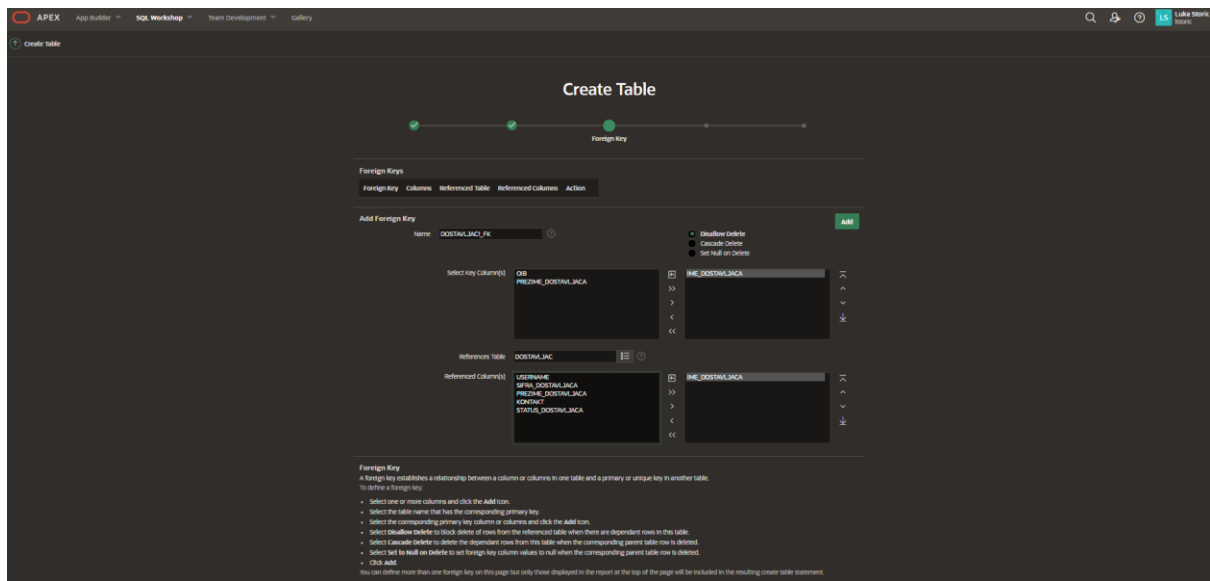 APEX App Builder SQL Workshop Team Development Gallery LS Luka Storic
lstoric
Create Table
Create Table
Foreign Key
Foreign Keys
Foreign Key Columns Referenced Table Referenced Columns Action
Add Foreign Key Add
Name DOSTAVLJAC1_FK Disallow Delete
Cascade Delete
Set Null on Delete
Select Key Column(s) OIB IME_DOSTAVLJACA
PREZIME_DOSTAVLJACA
References Table DOSTAVLJAC
Referenced Column(s) USERNAME IME_DOSTAVLJACA
SIFRA_DOSTAVLJACA
PREZIME_DOSTAVLJACA
KONTAKT
STATUS_DOSTAVLJACA
Foreign Key
A foreign key establishes a relationship between a column or columns in one table and a primary or unique key in another table.
To define a foreign key:
Select one or more columns and click the Add icon.
Select the table name that has the corresponding primary key.
Select the corresponding primary key column or columns and click the Add icon.
Select Disallow Delete to block delete of rows from the referenced table when there are dependant rows in this table.
Select Cascade Delete to delete the dependant rows from this table when the corresponding parent table row is deleted.
Select Set to Null on Delete to set foreign key column values to null when the corresponding parent table row is deleted.
Click Add.
You can define more than one foreign key on this page but only those displayed in the report at the top of the page will be included in the resulting create table statement.